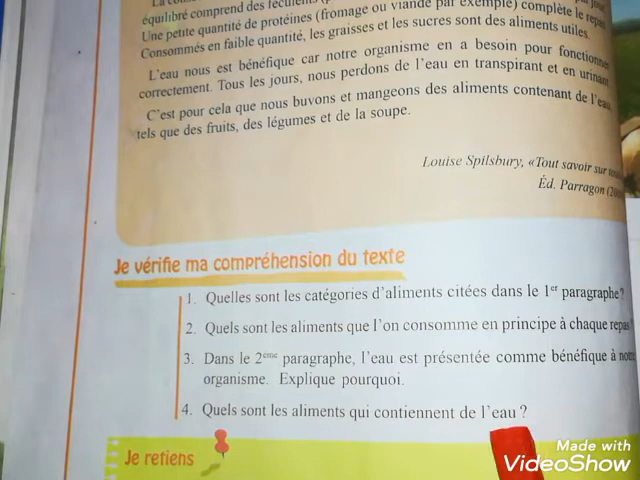 équilibré comprend des féculents
Une petite quantité de protéines (fromage ou viande par exemple) complète le repas
Consommés en faible quantité, les graisses et les sucres sont des aliments utiles.
L'eau nous est bénéfique car notre organisme en a besoin pour fonctionner
correctement. Tous les jours, nous perdons de l'eau en transpirant et en urinant
C'est pour cela que nous buvons et mangeons des aliments contenant de l'eau
tels que des fruits, des légumes et de la soupe.
Louise Spilsbury, «Tout savoir sur
Éd. Parragon
Je vérifie ma compréhension du texte
1. Quelles sont les catégories d'aliments citées dans le 1er paragraphe?
2. Quels sont les aliments que l'on consomme en principe à chaque repas
3. Dans le 2ème paragraphe, l'eau est présentée comme bénéfique à
organisme. Explique pourquoi.
4. Quels sont les aliments qui contiennent de l'eau ?
Je retiens
Made with
VideoShow